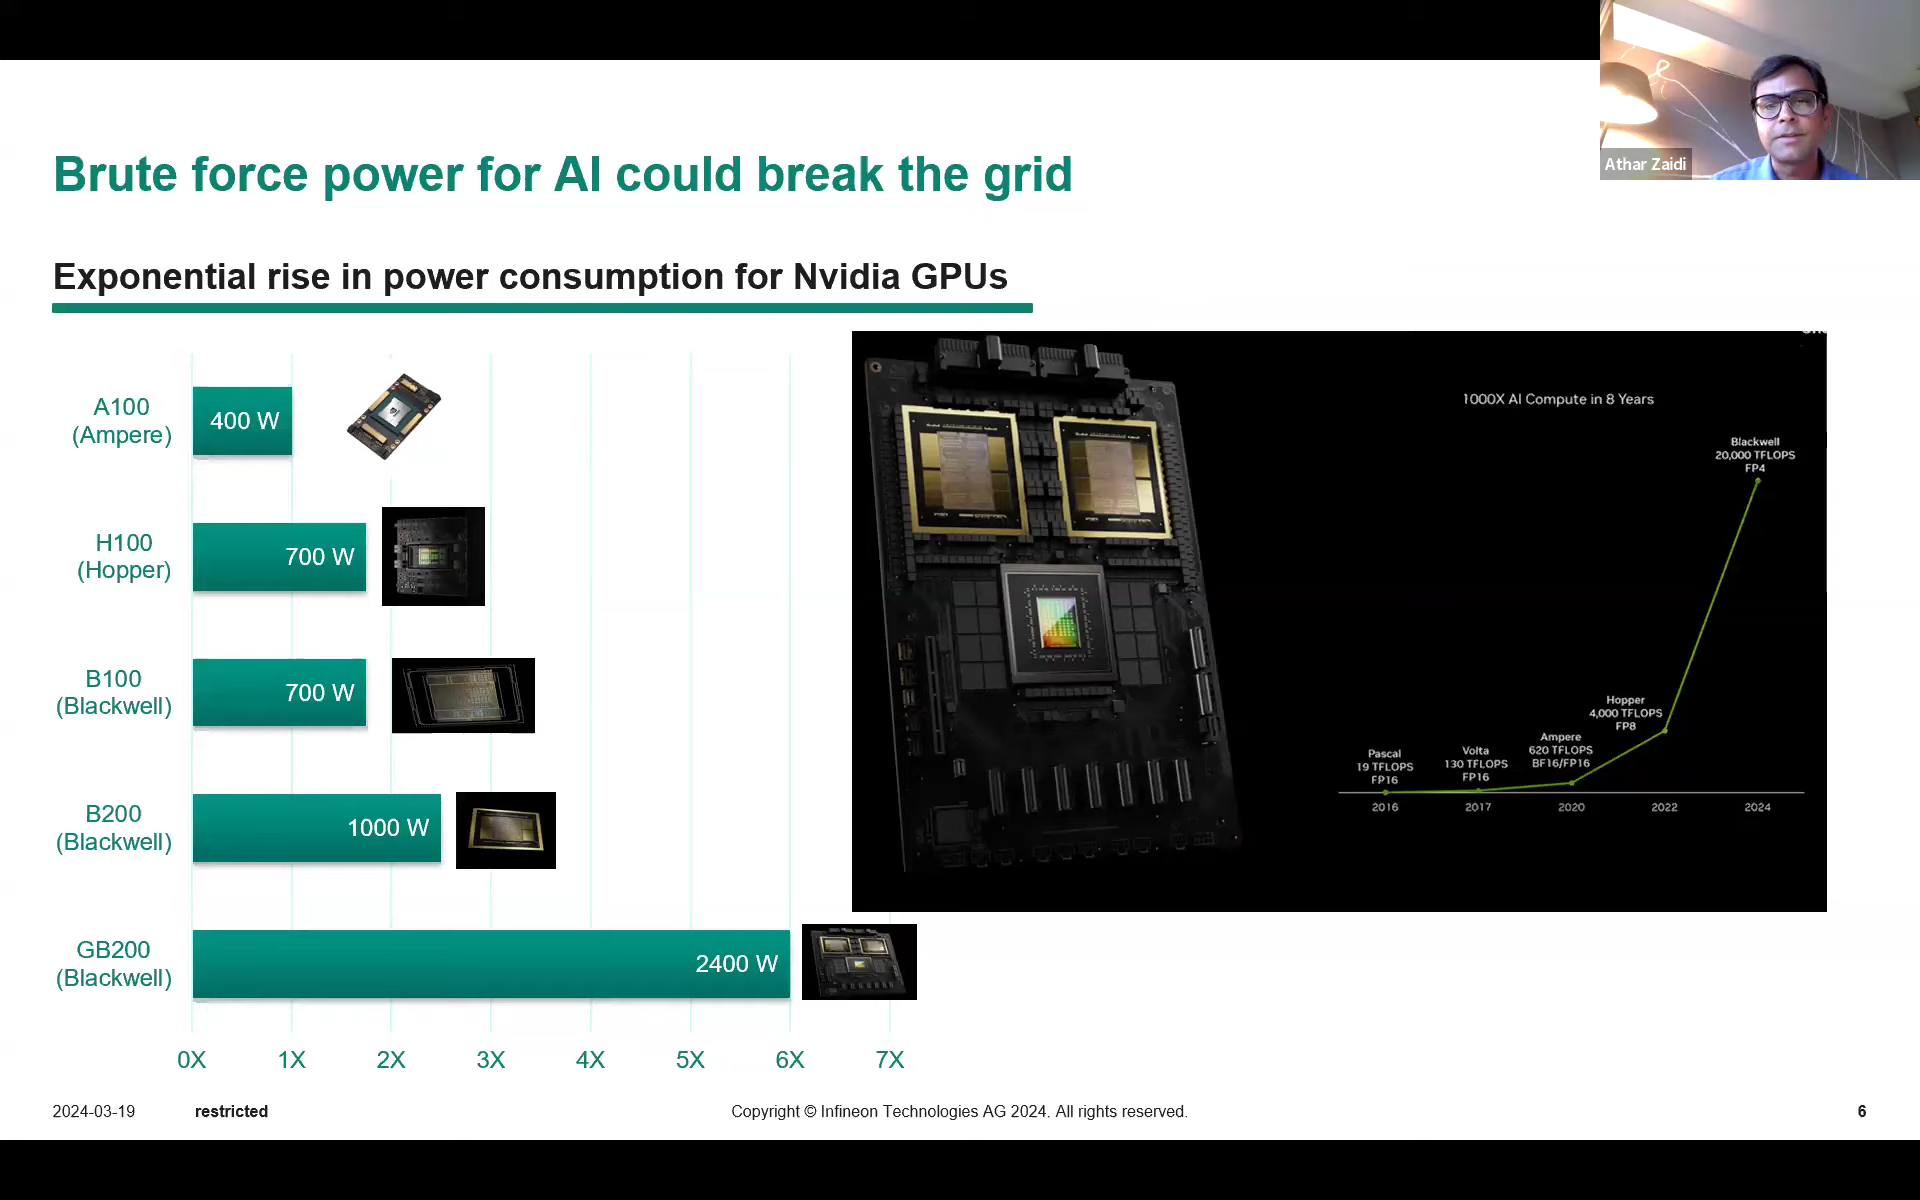 Athar Zaidi
Brute force power for AI could break the grid
Exponential rise in power consumption for Nvidia GPUs
A100
(Ampere)
400 W
H100
(Hopper)
700 W
B100
(Blackwell)
700 W
B200
(Blackwell)
1000 W
GB200
(Blackwell)
2400 W
0X 1X 2X 3X 4X 5X 6X 7X
1000X AI Compute in 8 Years
Blackwell
20,000 TFLOPS
FP4
Hopper
4,000 TFLOPS
FP8
Ampere
620 TFLOPS
BF16/FP16
Volta
130 TFLOPS
FP16
Pascal
19 TFLOPS
FP16
2016 2017 2020 2022 2024
2024-03-19 restricted Copyright © Infineon Technologies AG 2024. All rights reserved. 6